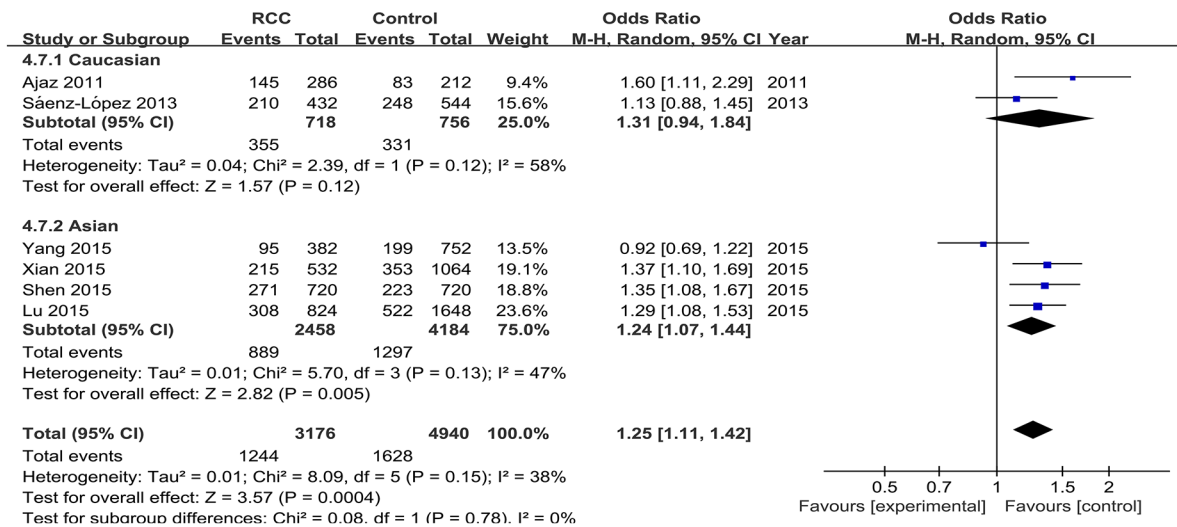 RCC Control Odds Ratio Odds Ratio
Study or Subgroup Events Total Events Total Weight M-H, Random, 95% CI Year M-H, Random, 95% CI
4.7.1 Caucasian
Ajaz 2011 145 286 83 212 9.4% 1.60 [1.11, 2.29] 2011
Sáenz-López 2013 210 432 248 544 15.6% 1.13 [0.88, 1.45] 2013
Subtotal (95% CI) 718 756 25.0% 1.31 [0.94, 1.84]
Total events 355 331
Heterogeneity: Tau² = 0.04; Chi² = 2.39, df = 1 (P = 0.12); I² = 58%
Test for overall effect: Z = 1.57 (P = 0.12)
4.7.2 Asian
Yang 2015 95 382 199 752 13.5% 0.92 [0.69, 1.22] 2015
Xian 2015 215 532 353 1064 19.1% 1.37 [1.10, 1.69] 2015
Shen 2015 271 720 223 720 18.8% 1.35 [1.08, 1.67] 2015
Lu 2015 308 824 522 1648 23.6% 1.29 [1.08, 1.53] 2015
Subtotal (95% CI) 2458 4184 75.0% 1.24 [1.07, 1.44]
Total events 889 1297
Heterogeneity: Tau² = 0.01; Chi² = 5.70, df = 3 (P = 0.13); I² = 47%
Test for overall effect: Z = 2.82 (P = 0.005)
Total (95% CI) 3176 4940 100.0% 1.25 [1.11, 1.42]
Total events 1244 1628
Heterogeneity: Tau² = 0.01; Chi² = 8.09, df = 5 (P = 0.15); I² = 38%
Test for overall effect: Z = 3.57 (P = 0.0004)
Test for subgroup differences: Chi² = 0.08, df = 1 (P = 0.78), I² = 0%
0.5 0.7 1 1.5 2
Favours [experimental] Favours [control]